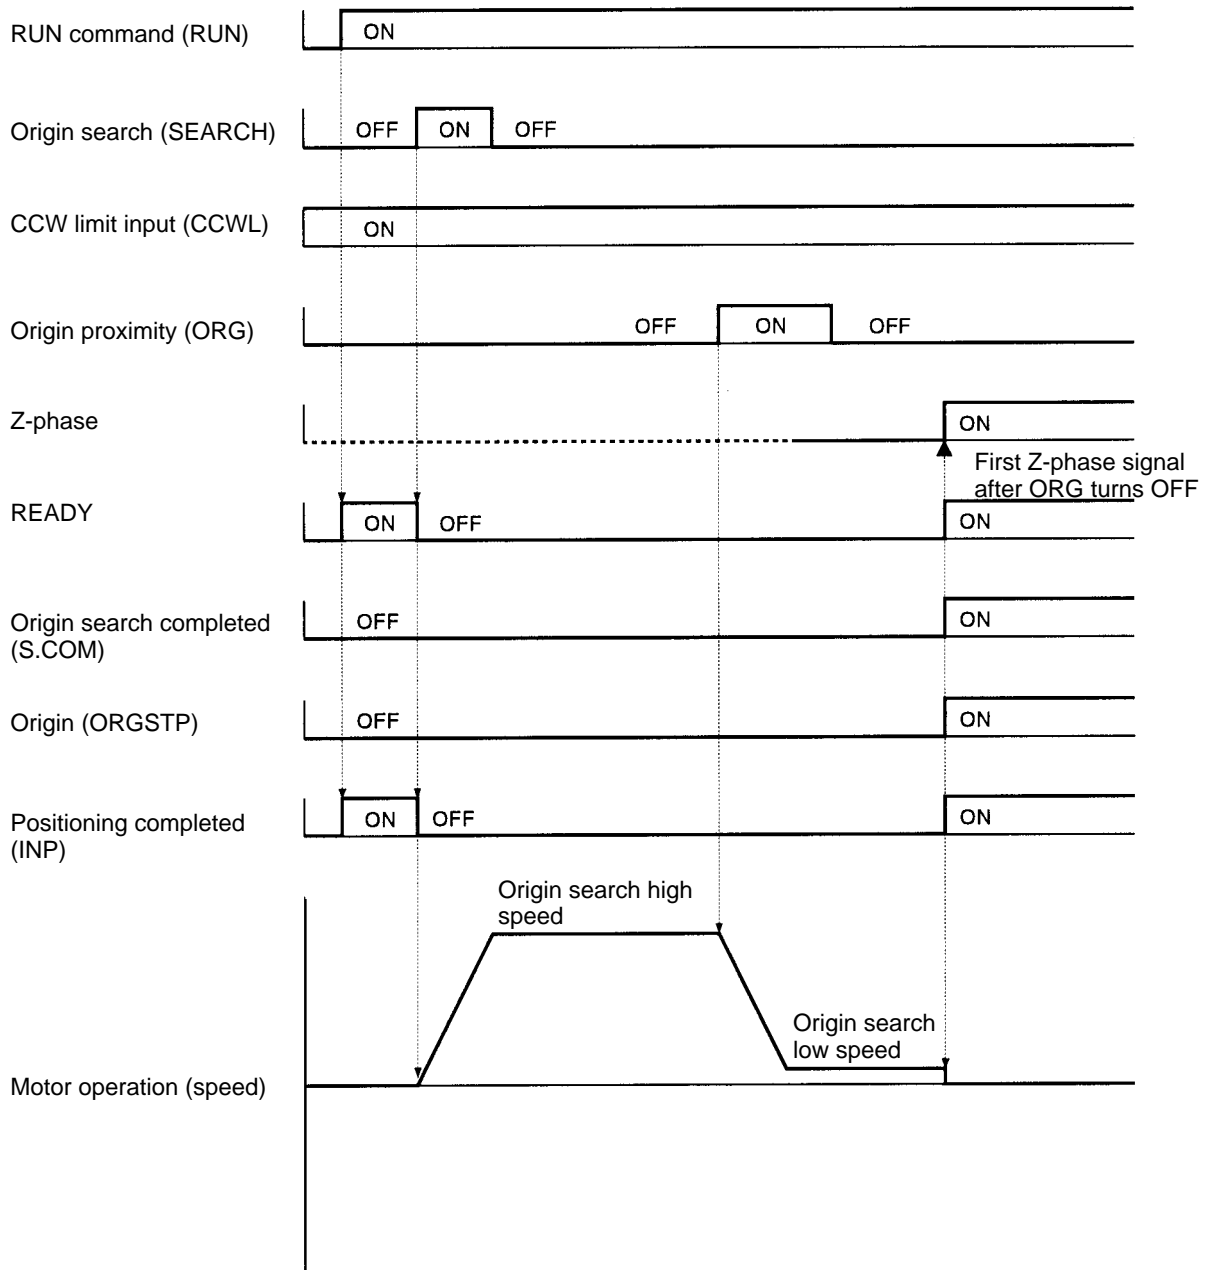 RUN command (RUN)
ON
Origin search (SEARCH)
OFF ON OFF
CCW limit input (CCWL)
ON
Origin proximity (ORG)
OFF ON OFF
Z-phase
ON
First Z-phase signal
after ORG turns OFF
READY
ON OFF ON
Origin search completed
(S.COM)
OFF ON
Origin (ORGSTP)
OFF ON
Positioning completed
(INP)
ON OFF ON
Origin search high
speed
Origin search
low speed
Motor operation (speed)